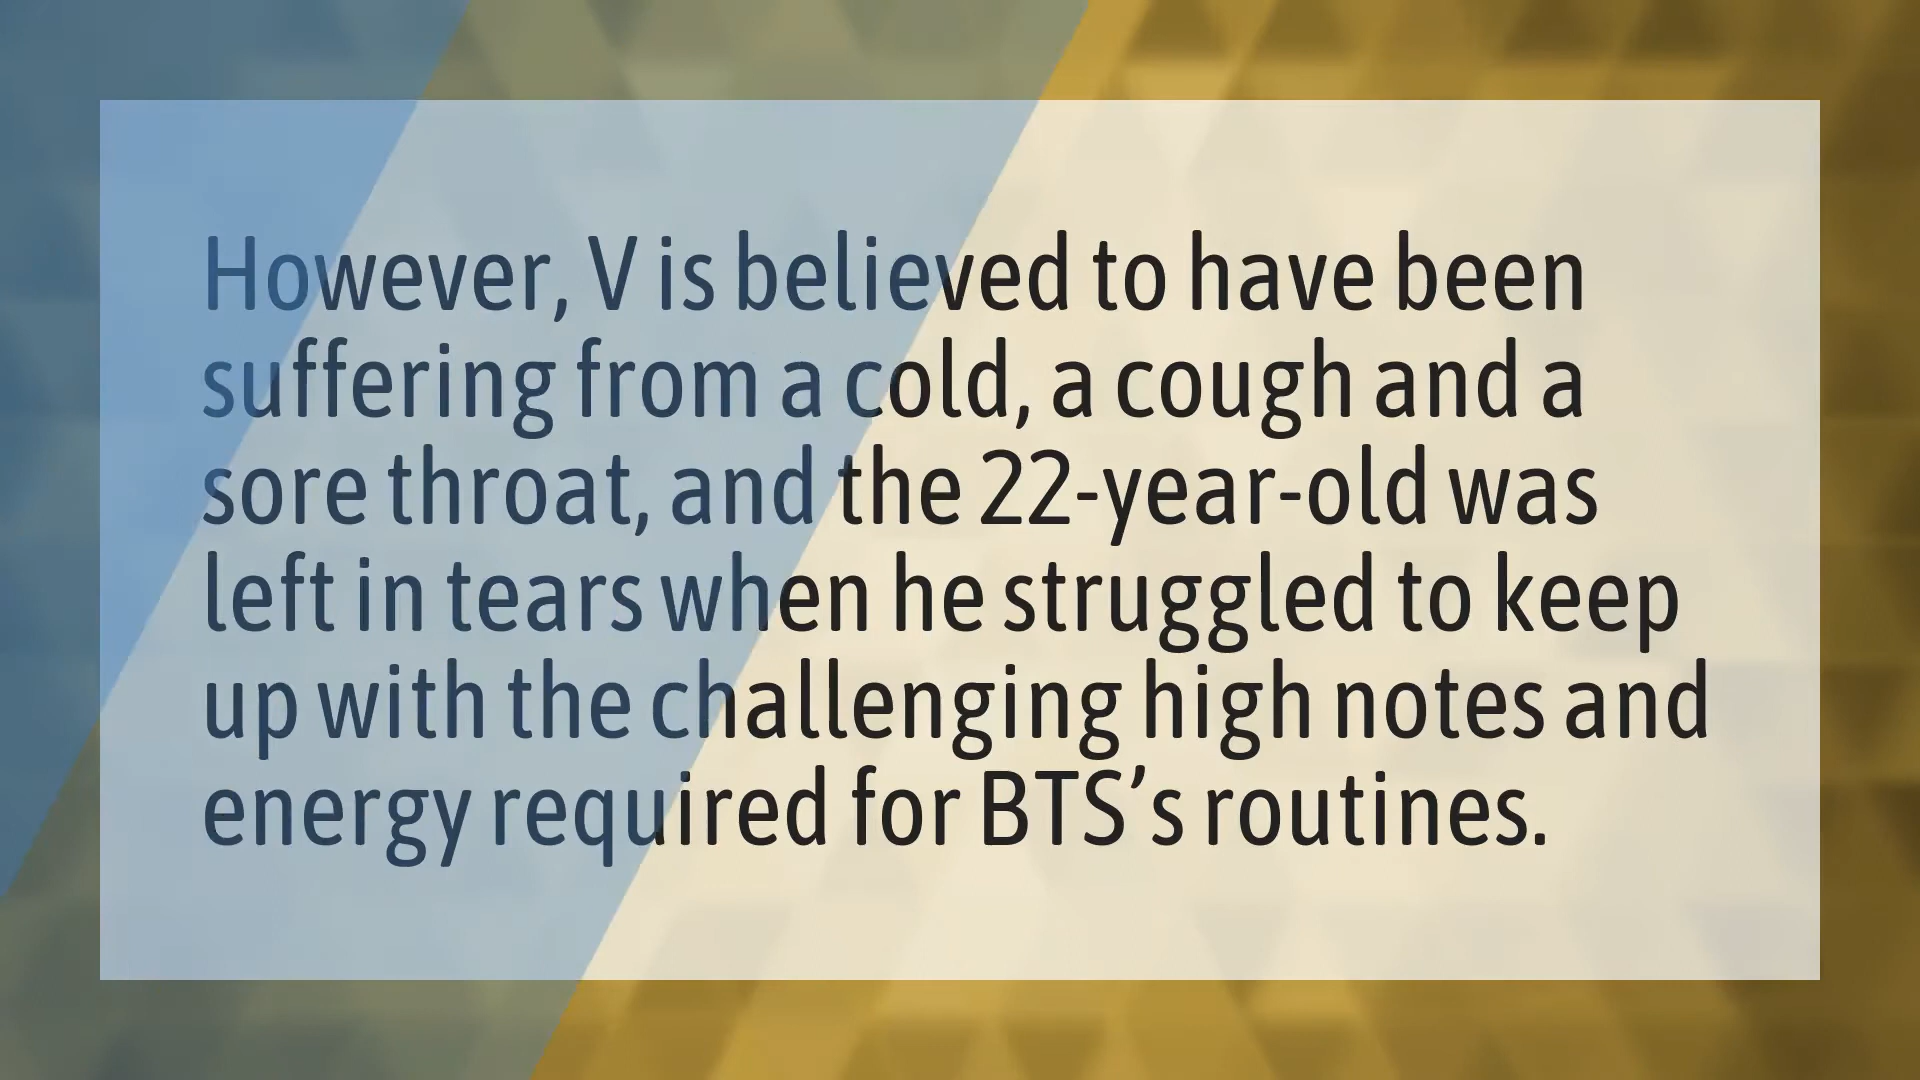 However, V is believed to have been
suffering from a cold, a cough and a
sore throat, and the 22-year-old was
left in tears when he struggled to keep
up with the challenging high notes and
energy required for BTS’s routines.